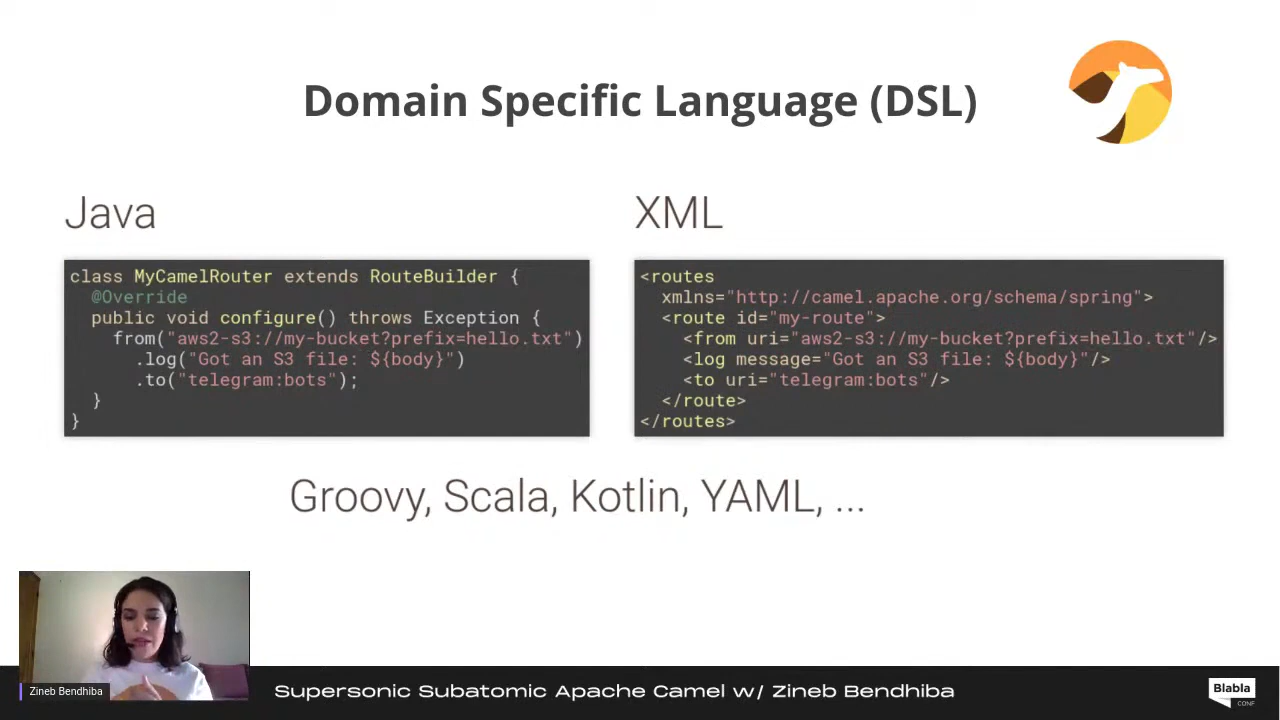 Domain Specific Language (DSL)
Java
class MyCamelRouter extends RouteBuilder {
@Override
public void configure() throws Exception {
from("aws2-s3://my-bucket?prefix=hello.txt")
.log("Got an S3 file: ${body}")
.to("telegram:bots");
}
}
XML
<routes
xmlns="http://camel.apache.org/schema/spring">
<route id="my-route">
<from uri="aws2-s3://my-bucket?prefix=hello.txt"/>
<log message="Got an S3 file: ${body}"/>
<to uri="telegram:bots"/>
</route>
</routes>
Groovy, Scala, Kotlin, YAML, ...
Zineb Bendhiba
Supersonic Subatomic Apache Camel w/ Zineb Bendhiba
Blabla
CONF